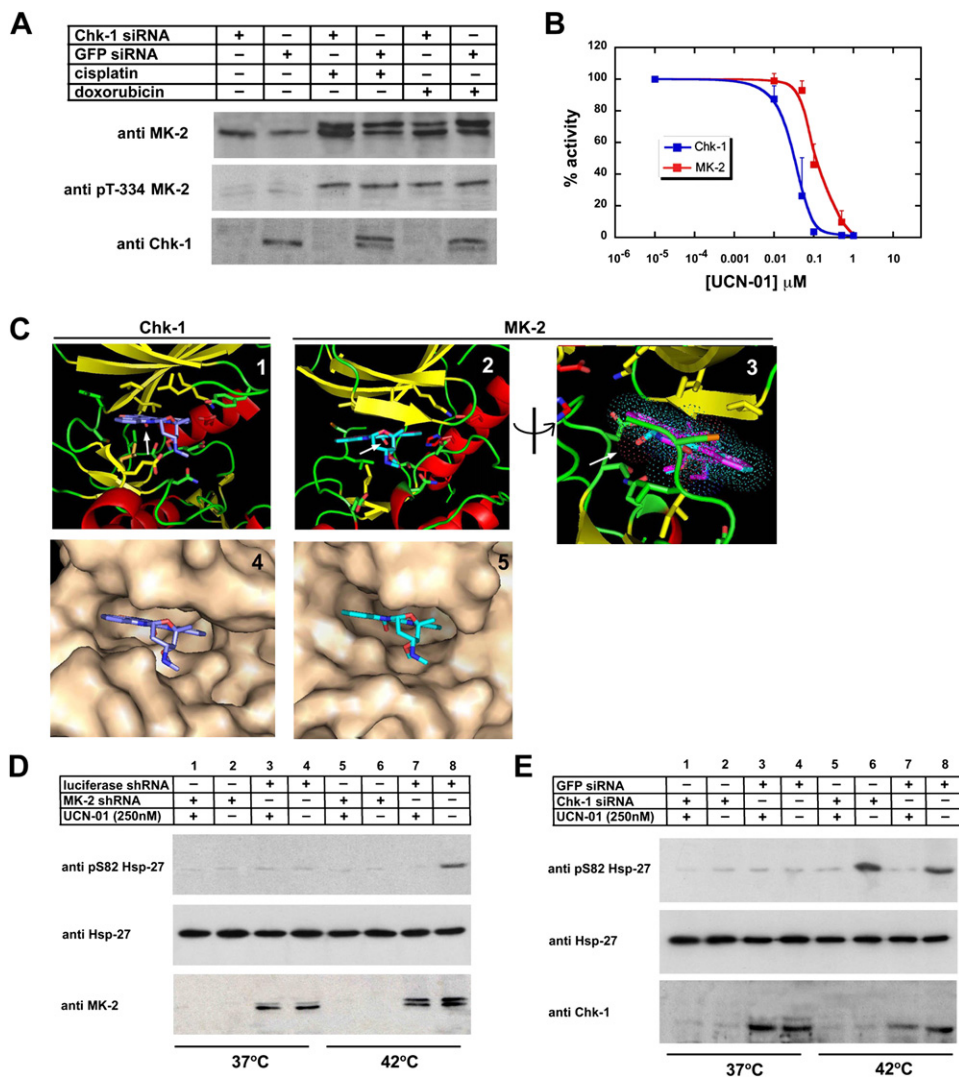 A
Chk-1 siRNA + – + – + –
GFP siRNA – + – + – +
cisplatin – – + + – –
doxorubicin – – – – + +
anti MK-2
anti pT-334 MK-2
anti Chk-1
B
120
100
80
60
40
20
0
% activity
Chk-1
MK-2
10⁻⁶ 10⁻⁵ 0.001 0.01 0.1 1 10
[UCN-01] μM
C
Chk-1
MK-2
1
2
3
4
5
D
1 2 3 4 5 6 7 8
luciferase shRNA – – + + – – + +
MK-2 shRNA + + – – + + – –
UCN-01 (250nM) + – + – + – + –
anti pS82 Hsp-27
anti Hsp-27
anti MK-2
37°C 42°C
E
1 2 3 4 5 6 7 8
GFP siRNA – – + + – – + +
Chk-1 siRNA + + – – + + – –
UCN-01 (250nM) + – + – + – + –
anti pS82 Hsp-27
anti Hsp-27
anti Chk-1
37°C 42°C